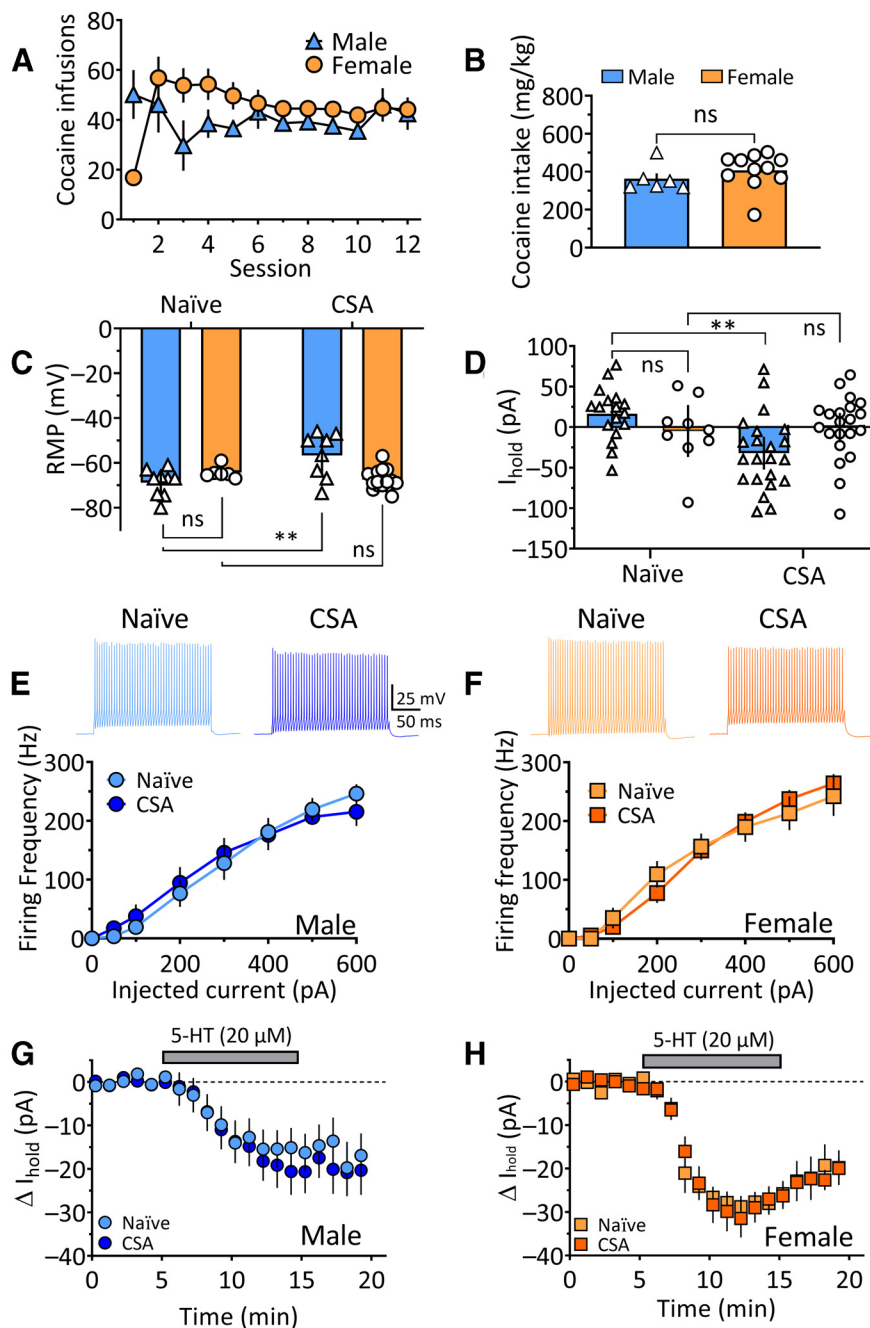 A
Cocaine infusions
80
60
40
20
0
2 4 6 8 10 12
Session
Male
Female
B
Male Female
Cocaine intake (mg/kg)
800
600
400
200
0
ns
C
Naïve CSA
RMP (mV)
0
−20
−40
−60
−80
ns
**
ns
D
Ihold (pA)
100
50
0
−50
−100
−150
**
ns
ns
Naïve CSA
E
Naïve CSA
25 mV
50 ms
Firing Frequency (Hz)
300
200
100
0
Naïve
CSA
Male
0 200 400 600
Injected current (pA)
F
Naïve CSA
Firing frequency (Hz)
300
200
100
0
Naïve
CSA
Female
0 200 400 600
Injected current (pA)
G
5-HT (20 μM)
Δ Ihold (pA)
0
−10
−20
−30
−40
Naïve
CSA
Male
0 5 10 15 20
Time (min)
H
5-HT (20 μM)
Δ Ihold (pA)
0
−10
−20
−30
−40
Naïve
CSA
Female
0 5 10 15 20
Time (min)